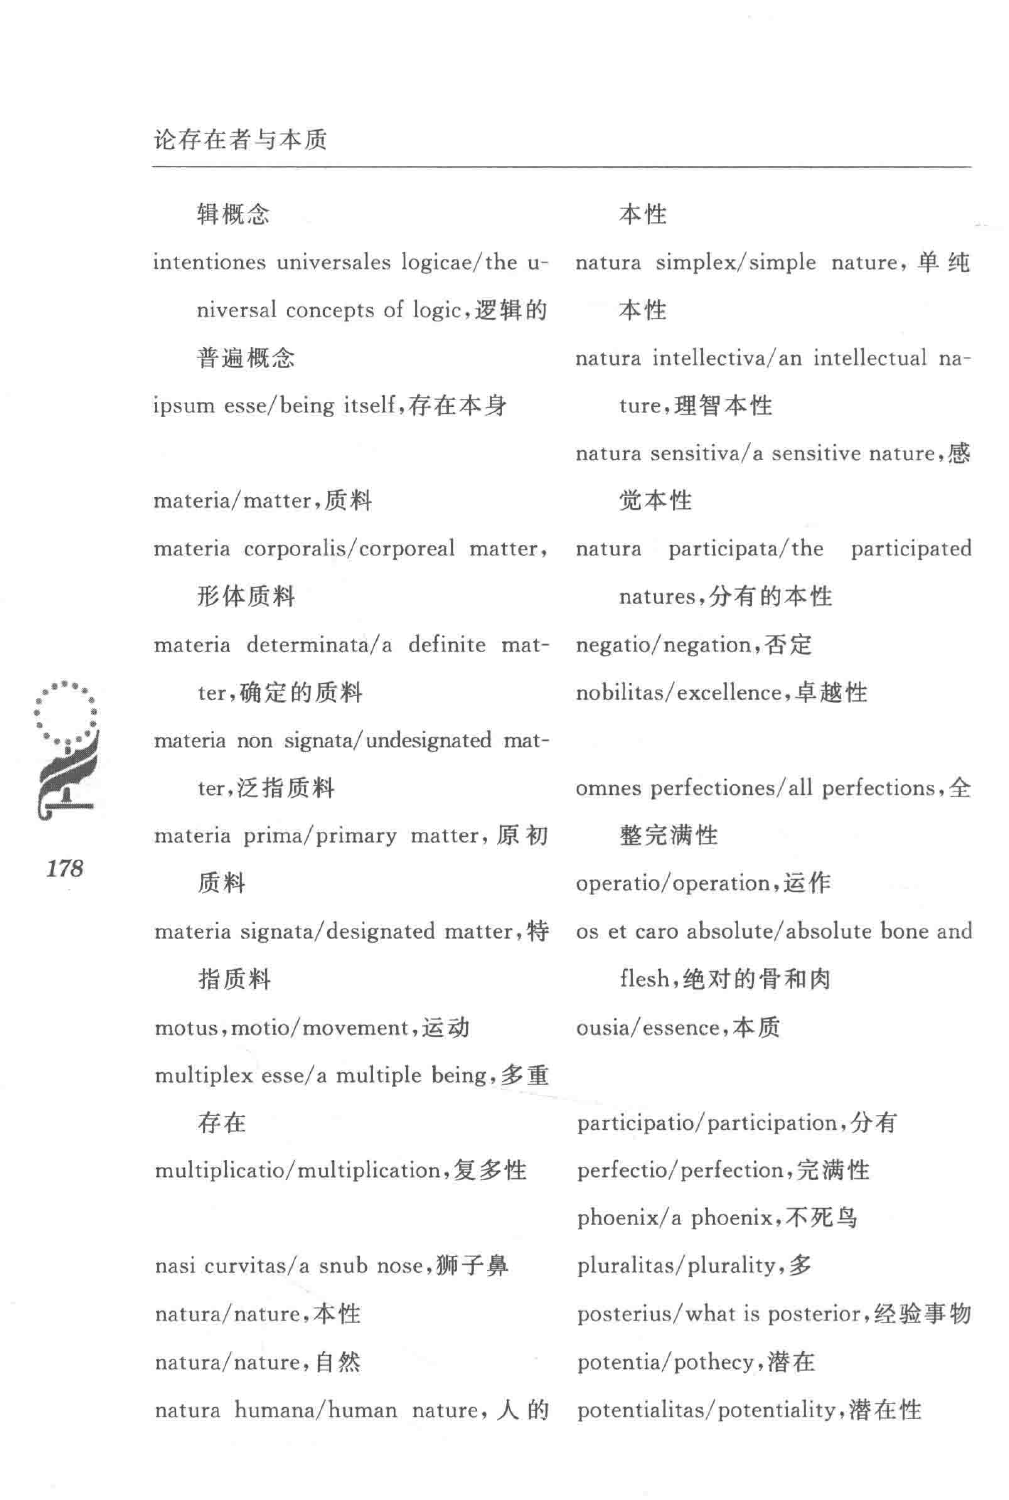 论存在者与本质
辑概念
intentiones universales logicae/the u-
niversal concepts of logic,逻辑的
普遍概念
ipsum esse/being itself,存在本身
materia/matter,质料
materia corporalis/corporeal matter,
形体质料
materia determinata/a definite mat-
ter,确定的质料
materia non signata/undesignated mat-
ter,泛指质料
materia prima/primary matter,原初
质料
materia signata/designated matter,特
指质料
motus,motio/movement,运动
multiplex esse/a multiple being,多重
存在
multiplicatio/multiplication,复多性
nasi curvitas/a snub nose,狮子鼻
natura/nature,本性
natura/nature,自然
natura humana/human nature,人的
本性
natura simplex/simple nature,单纯
本性
natura intellectiva/an intellectual na-
ture,理智本性
natura sensitiva/a sensitive nature,感
觉本性
natura participata/the participated
natures,分有的本性
negatio/negation,否定
nobilitas/excellence,卓越性
omnes perfectiones/all perfections,全
整完满性
operatio/operation,运作
os et caro absolute/absolute bone and
flesh,绝对的骨和肉
ousia/essence,本质
participatio/participation,分有
perfectio/perfection,完满性
phoenix/a phoenix,不死鸟
pluralitas/plurality,多
posterius/what is posterior,经验事物
potentia/pothecy,潜在
potentialitas/potentiality,潜在性
178